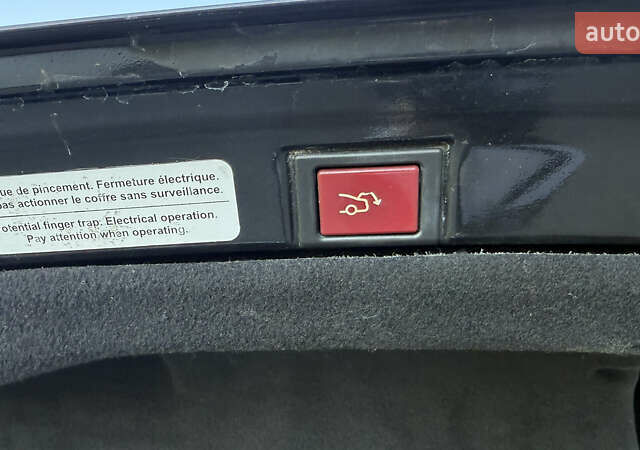 auto
ue de pincement. Fermeture électrique.
pas actionner le coffre sans surveillance.
otential finger trap. Electrical operation.
Pay attention when operating.